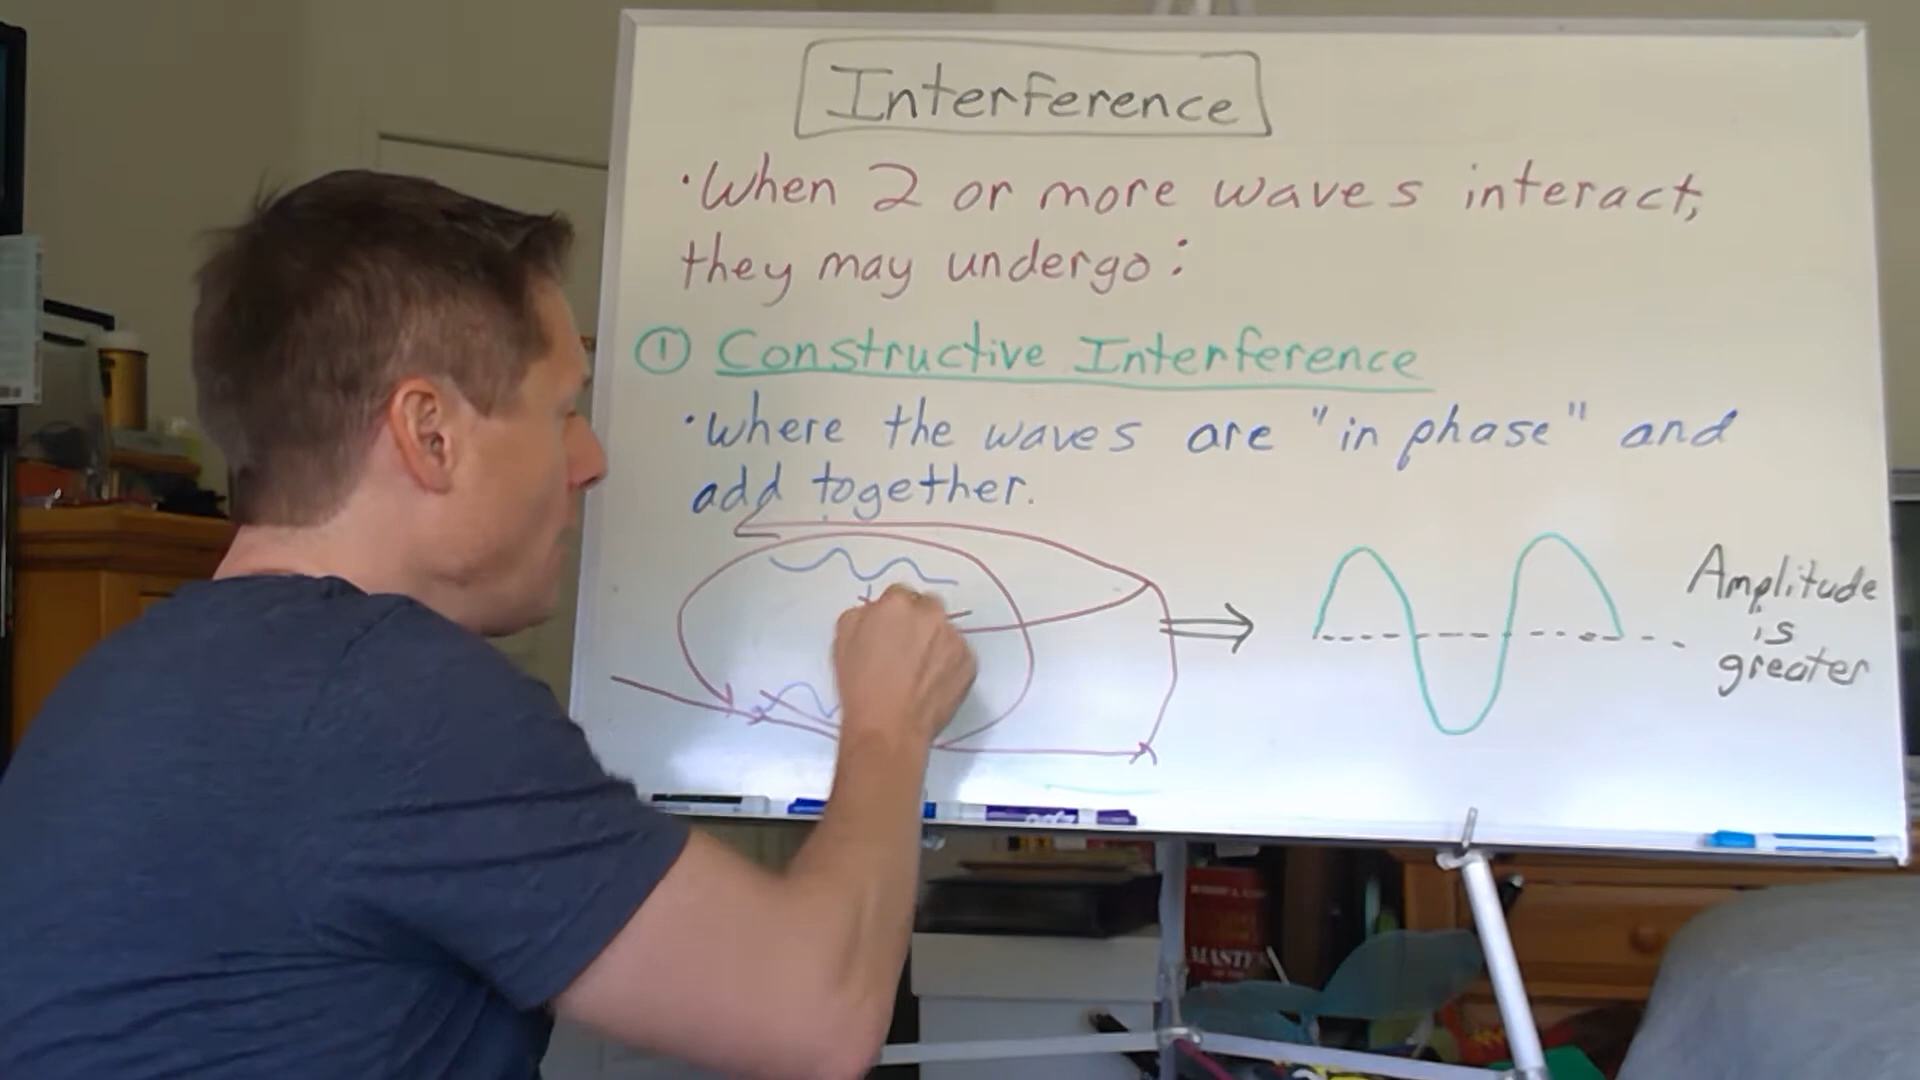 Interference
·When 2 or more waves interact,
they may undergo:
① Constructive Interference
·Where the waves are "in phase" and
add together.
Amplitude
is
greater